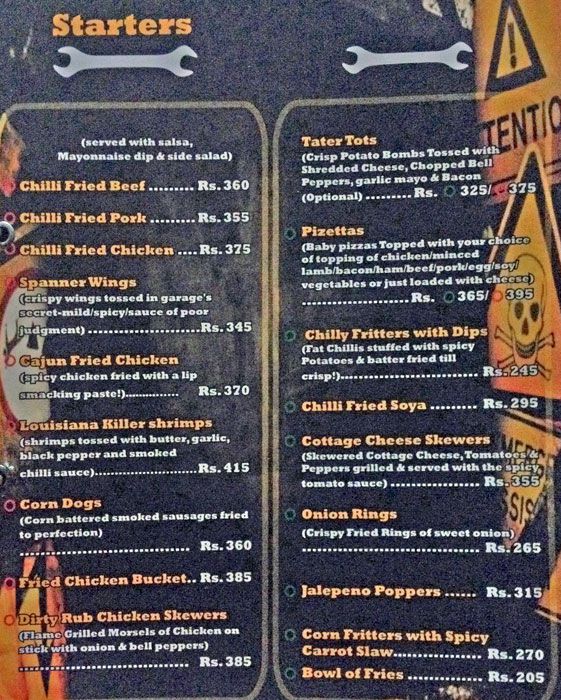 Starters
(served with salsa,
Mayonnaise dip & side salad)
Chilli Fried Beef ......... Rs. 360
Chilli Fried Pork ......... Rs. 355
Chilli Fried Chicken .... Rs. 375
Spanner Wings
(crispy wings tossed in garage's
secret-mild/spicy/sauce of poor
judgment) ........................ Rs. 345
Cajun Fried Chicken
(spicy chicken fried with a lip
smacking paste!)............... Rs. 370
Louisiana Killer shrimps
(shrimps tossed with butter, garlic,
black pepper and smoked
chilli sauce)........................ Rs. 415
Corn Dogs
(Corn battered smoked sausages fried
to perfection)
.................................. Rs. 360
Fried Chicken Bucket.. Rs. 385
Dirty Rub Chicken Skewers
(Flame Grilled Morsels of Chicken on
stick with onion & bell peppers)
.................................. Rs. 385
Tater Tots
(Crisp Potato Bombs Tossed with
Shredded Cheese, Chopped Bell
Peppers, garlic mayo & Bacon
(Optional) .......... Rs. 325/ 375
Pizettas
(Baby pizzas Topped with your choice
of topping of chicken/minced
lamb/bacon/ham/beef/pork/egg/soy/
vegetables or just loaded with cheese)
...................... Rs. 365/ 395
Chilly Fritters with Dips
(Fat Chillis stuffed with spicy
Potatoes & batter fried till
crisp!)............................ Rs. 245
Chilli Fried Soya ......... Rs. 295
Cottage Cheese Skewers
(Skewered Cottage Cheese, Tomatoes &
Peppers grilled & served with the spicy
tomato sauce) .................. Rs. 355
Onion Rings
(Crispy Fried Rings of sweet onion)
.................................... Rs. 265
Jalepeno Poppers ...... Rs. 315
Corn Fritters with Spicy
Carrot Slaw.................. Rs. 270
Bowl of Fries ............... Rs. 205
TENTIO